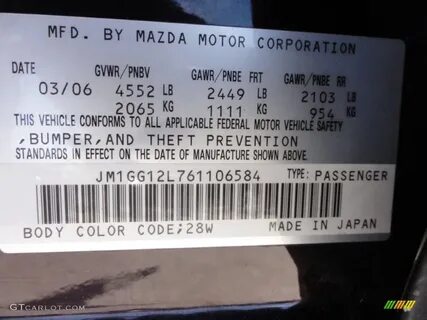 MFD. BY MAZDA MOTOR CORPORATION
DATE GVWR/PNBV GAWR/PNBE FRT GAWR/PNBE RR
03/06 4552 LB 2449 LB 2103 LB
2065 KG 1111 KG 954 KG
THIS VEHICLE CONFORMS TO ALL APPLICABLE FEDERAL MOTOR VEHICLE SAFETY
,BUMPER,AND THEFT PREVENTION
STANDARDS IN EFFECT ON THE DATE OF MANUFACTURE SHOWN ABOVE.
JM1GG12L761106584 TYPE: PASSENGER
BODY COLOR CODE;28W MADE IN JAPAN
GTCarLot.com